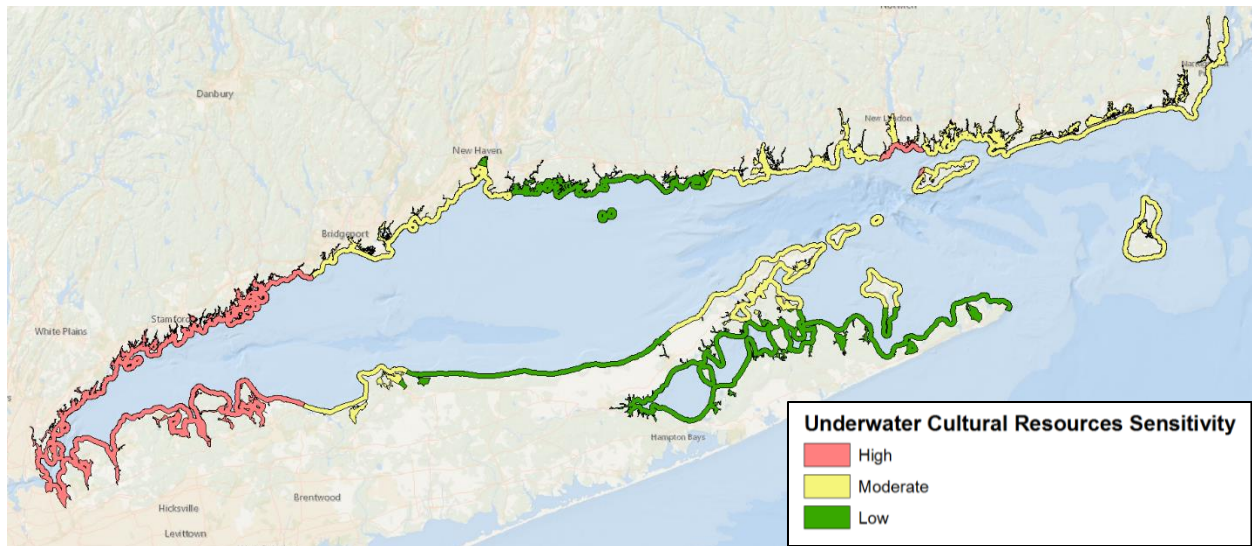 Norwich
Danbury
New Haven
New London
Bridgeport
White Plains
Stamford
Hampton Bays
Brentwood
Hicksville
Levittown
Underwater Cultural Resources Sensitivity
High
Moderate
Low